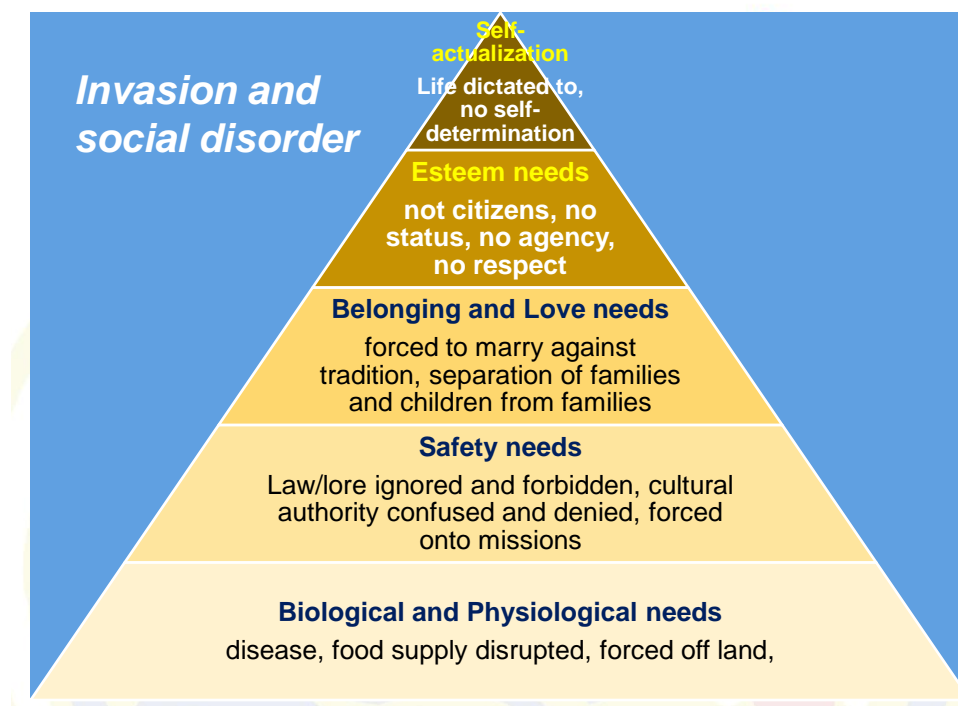 Invasion and
social disorder
Self-
actualization
Life dictated to,
no self-
determination
Esteem needs
not citizens, no
status, no agency,
no respect
Belonging and Love needs
forced to marry against
tradition, separation of families
and children from families
Safety needs
Law/lore ignored and forbidden, cultural
authority confused and denied, forced
onto missions
Biological and Physiological needs
disease, food supply disrupted, forced off land,